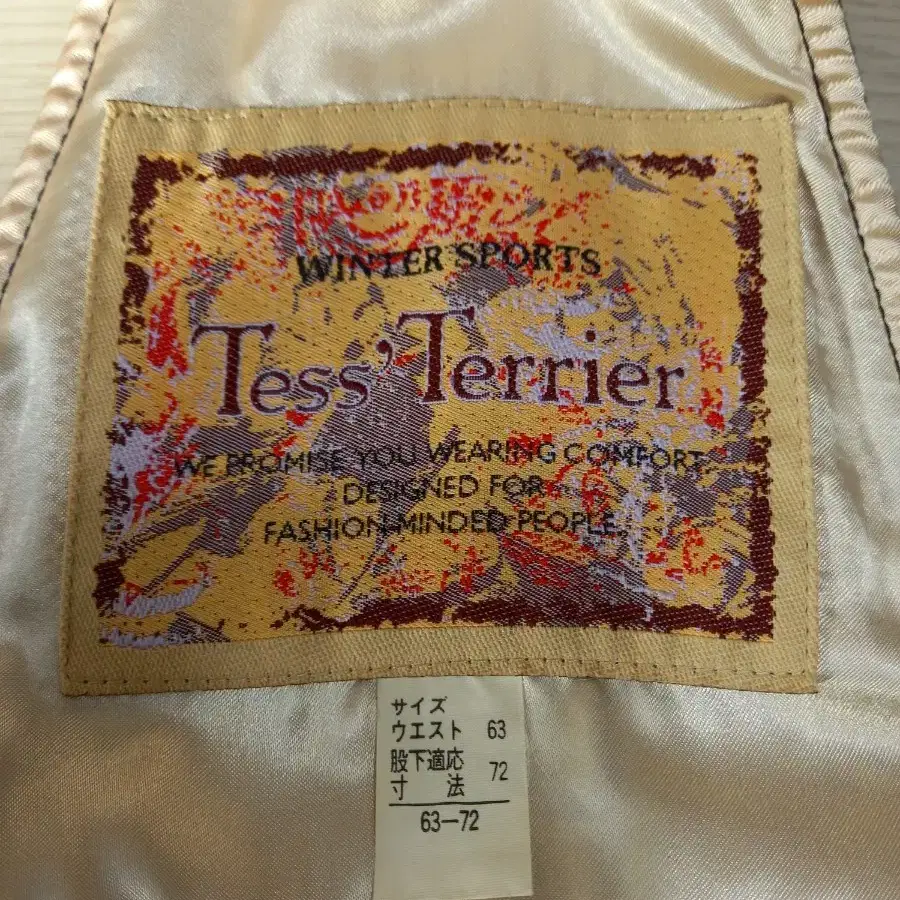 WINTER SPORTS
Tess' Terrier
WE PROMISE YOU WEARING COMFORT.
DESIGNED FOR
FASHION-MINDED PEOPLE.
サイズ
ウエスト 63
股下適応
寸法 72
63-72